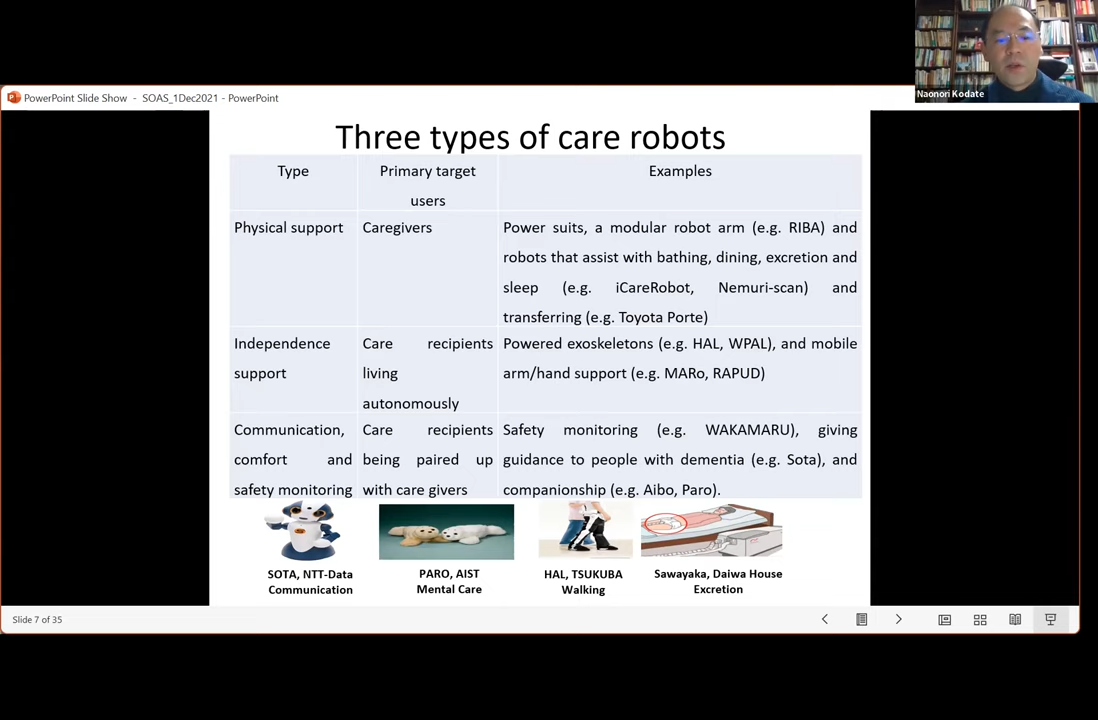 Naonori Kodate
PowerPoint Slide Show - SOAS_1Dec2021 - PowerPoint
Three types of care robots
Type
Primary target
users
Examples
Physical support
Caregivers
Power suits, a modular robot arm (e.g. RIBA) and
robots that assist with bathing, dining, excretion and
sleep (e.g. iCareRobot, Nemuri-scan) and
transferring (e.g. Toyota Porte)
Independence
support
Care recipients
living
autonomously
Powered exoskeletons (e.g. HAL, WPAL), and mobile
arm/hand support (e.g. MARo, RAPUD)
Communication,
comfort and
safety monitoring
Care recipients
being paired up
with care givers
Safety monitoring (e.g. WAKAMARU), giving
guidance to people with dementia (e.g. Sota), and
companionship (e.g. Aibo, Paro).
SOTA, NTT-Data
Communication
PARO, AIST
Mental Care
HAL, TSUKUBA
Walking
Sawayaka, Daiwa House
Excretion
Slide 7 of 35